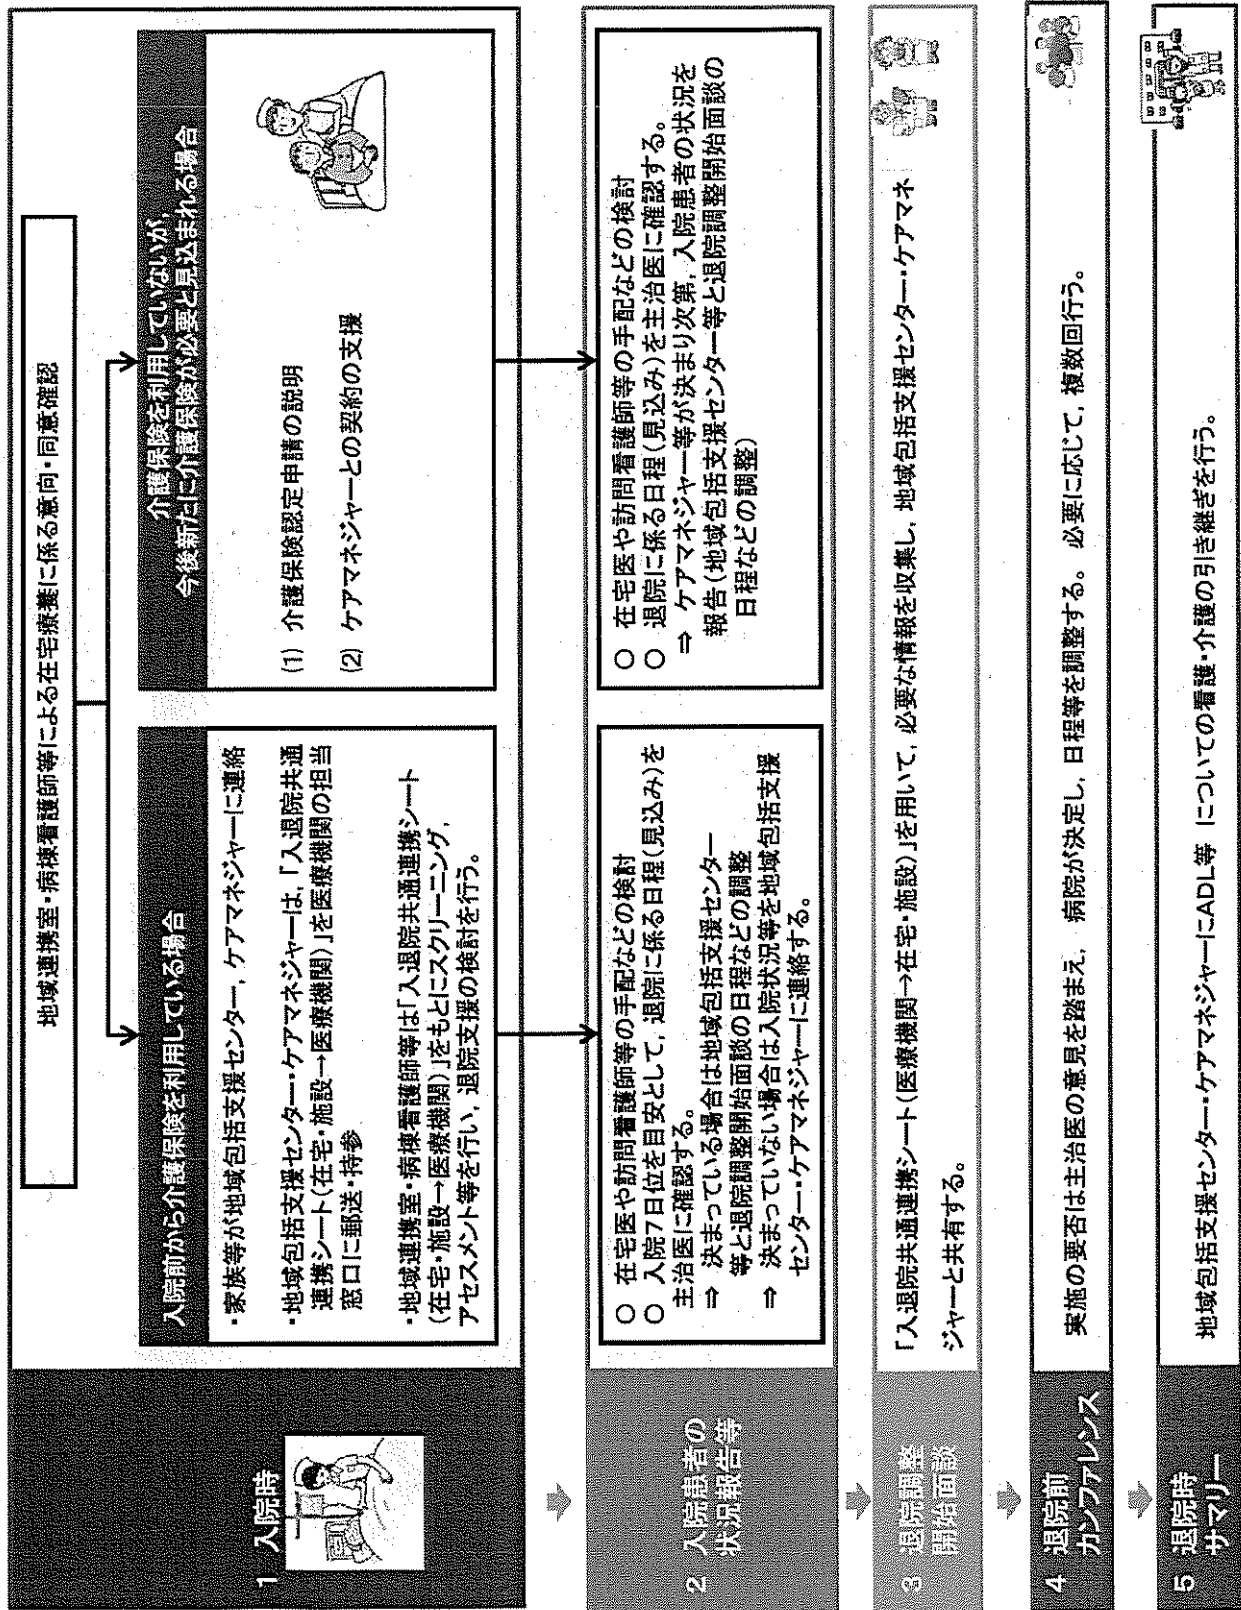 1 入院時
地域連携室・病棟看護師等による在宅療養に係る意向・同意確認
入院前から介護保険を利用している場合
・家族等が地域包括支援センター，ケアマネジャーに連絡
・地域包括支援センター・ケアマネジャーは，「入退院共通
連携シート(在宅・施設→医療機関)」を医療機関の担当
窓口に郵送・持参
・地域連携室・病棟看護師等は「入退院共通連携シート
(在宅・施設→医療機関)」をもとにスクリーニング，
アセスメント等を行い，退院支援の検討を行う。
介護保険を利用していないが，
今後新たに介護保険が必要と見込まれる場合
(1) 介護保険認定申請の説明
(2) ケアマネジャーとの契約の支援
2 入院患者の
状況報告等
○ 在宅医や訪問看護師等の手配などの検討
○ 入院７日位を目安として，退院に係る日程(見込み)を
主治医に確認する。
⇒ 決まっている場合は地域包括支援センター
等と退院調整開始面談の日程などの調整
⇒ 決まっていない場合は入院状況等を地域包括支援
センター・ケアマネジャーに連絡する。
○ 在宅医や訪問看護師等の手配などの検討
○ 退院に係る日程(見込み)を主治医に確認する。
⇒ ケアマネジャー等が決まり次第，入院患者の状況を
報告(地域包括支援センター等と退院調整開始面談の
日程などの調整)
3 退院調整
開始面談
「入退院共通連携シート(医療機関→在宅・施設)」を用いて，必要な情報を収集し，地域包括支援センター・ケアマネ
ジャーと共有する。
4 退院前
カンファレンス
実施の要否は主治医の意見を踏まえ， 病院が決定し，日程等を調整する。 必要に応じて，複数回行う。
5 退院時
サマリー
地域包括支援センター・ケアマネジャーにADL等 についての看護・介護の引き継ぎを行う。